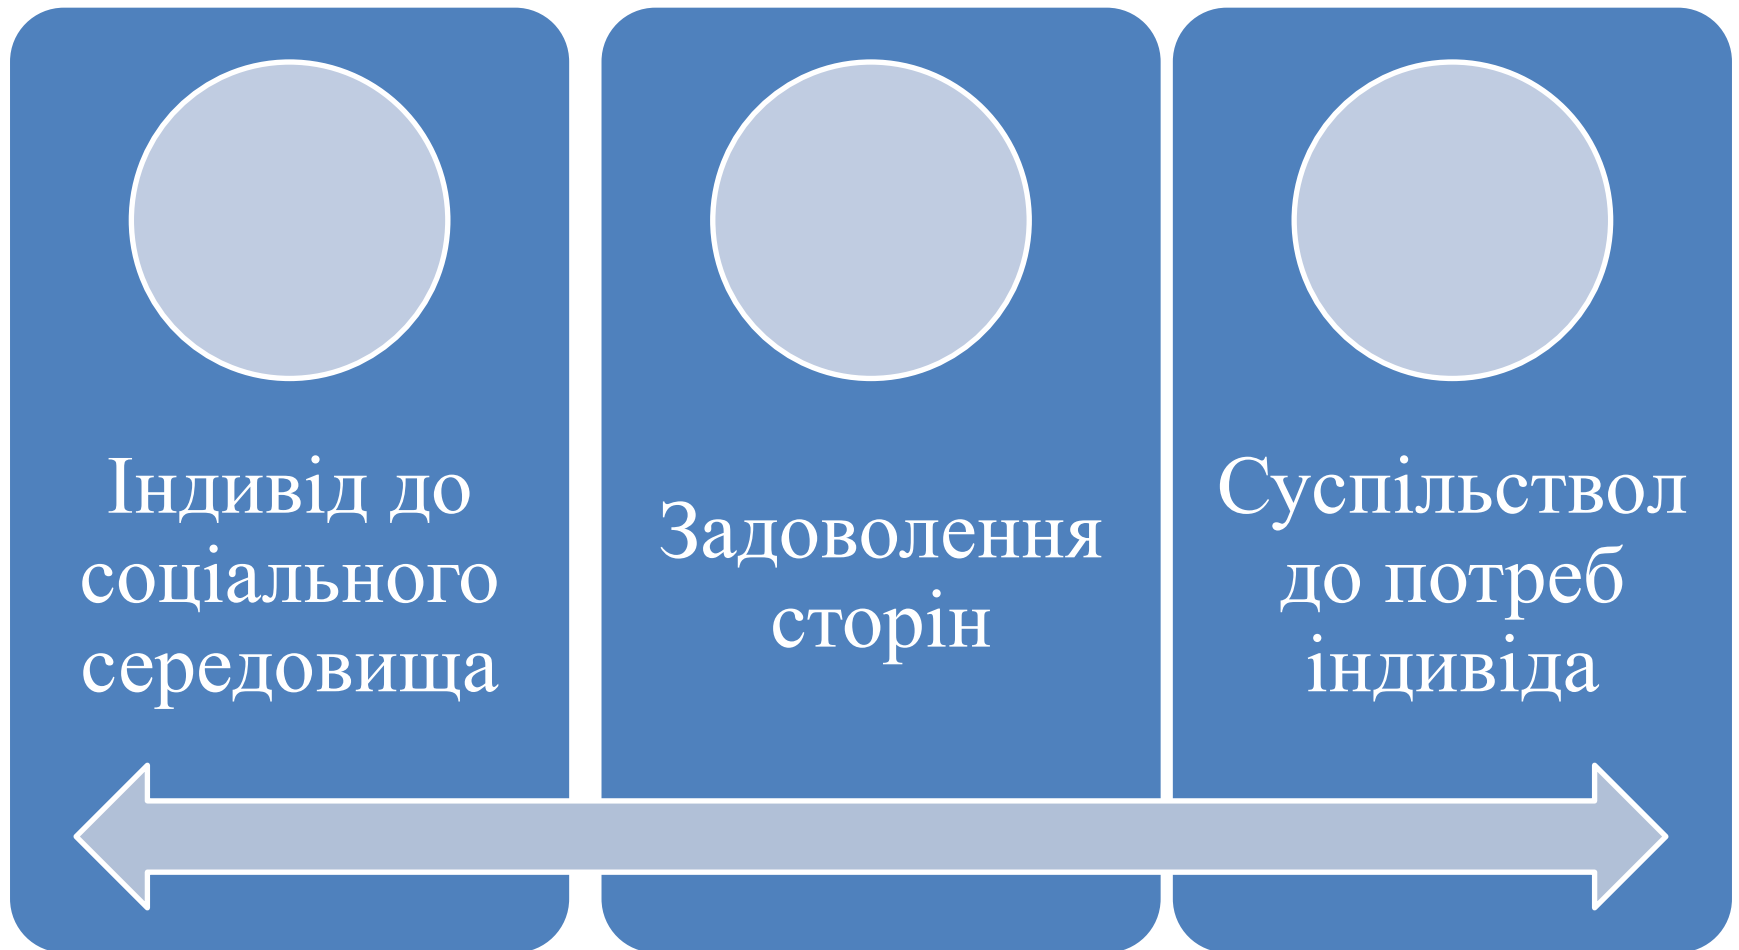 Індивід до
соціального
середовища
Задоволення
сторін
Суспільствол
до потреб
індивіда